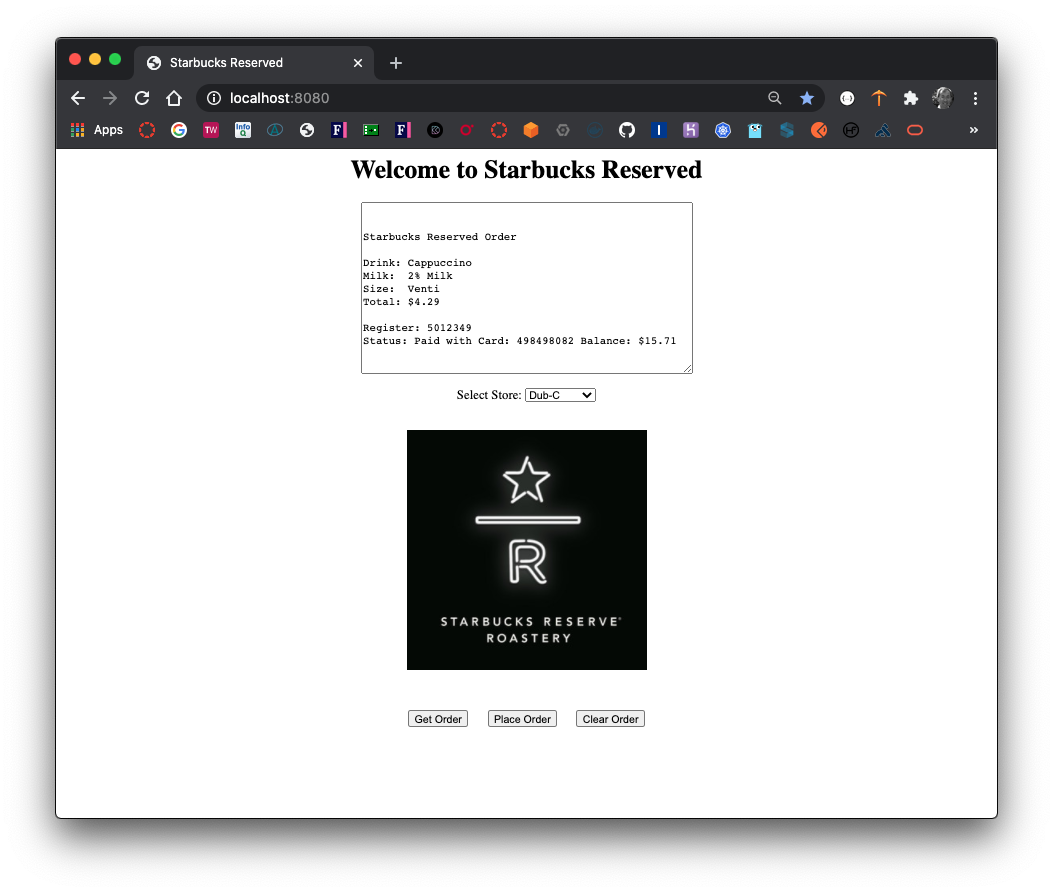 Starbucks Reserved
localhost:8080
Apps
TW
Info
Q
F
F
I
H
»
Welcome to Starbucks Reserved
Starbucks Reserved Order
Drink: Cappuccino
Milk:  2% Milk
Size:  Venti
Total: $4.29
Register: 5012349
Status: Paid with Card: 498498082 Balance: $15.71
Select Store: Dub-C
R
STARBUCKS RESERVE®
ROASTERY
Get Order Place Order Clear Order